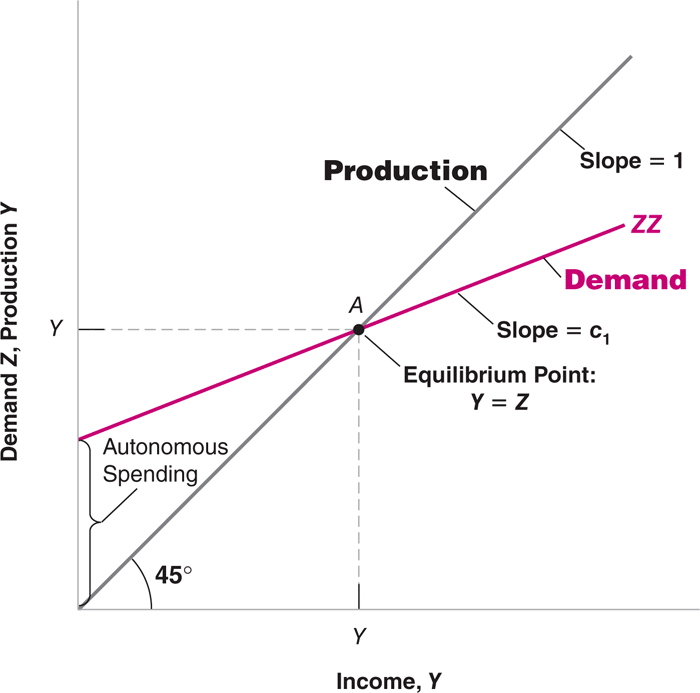 Demand Z, Production Y
Production
Slope = 1
ZZ
Demand
A
Y
Slope = c₁
Equilibrium Point:
Y = Z
Autonomous
Spending
45°
Y
Income, Y